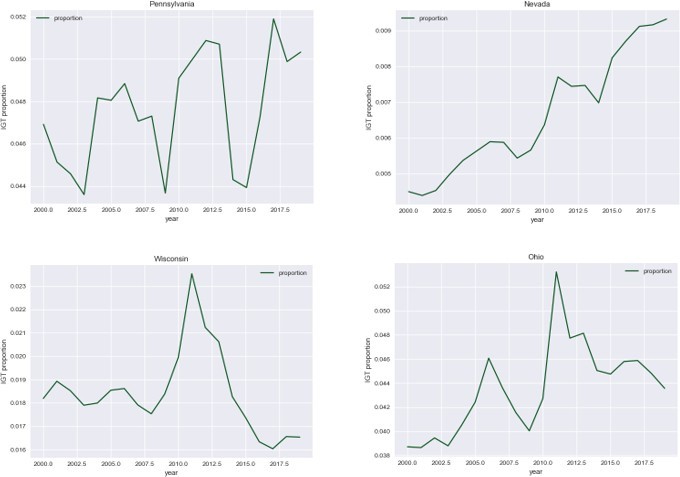 Pennsylvania
proportion
0.052
0.050
0.048
0.046
0.044
IGT proportion
2000.0 2002.5 2005.0 2007.5 2010.0 2012.5 2015.0 2017.5
year
Nevada
proportion
0.009
0.008
0.007
0.006
0.005
IGT proportion
2000.0 2002.5 2005.0 2007.5 2010.0 2012.5 2015.0 2017.5
year
Wisconsin
proportion
0.023
0.022
0.021
0.020
0.019
0.018
0.017
0.016
IGT proportion
2000.0 2002.5 2005.0 2007.5 2010.0 2012.5 2015.0 2017.5
year
Ohio
proportion
0.052
0.050
0.048
0.046
0.044
0.042
0.040
0.038
IGT proportion
2000.0 2002.5 2005.0 2007.5 2010.0 2012.5 2015.0 2017.5
year